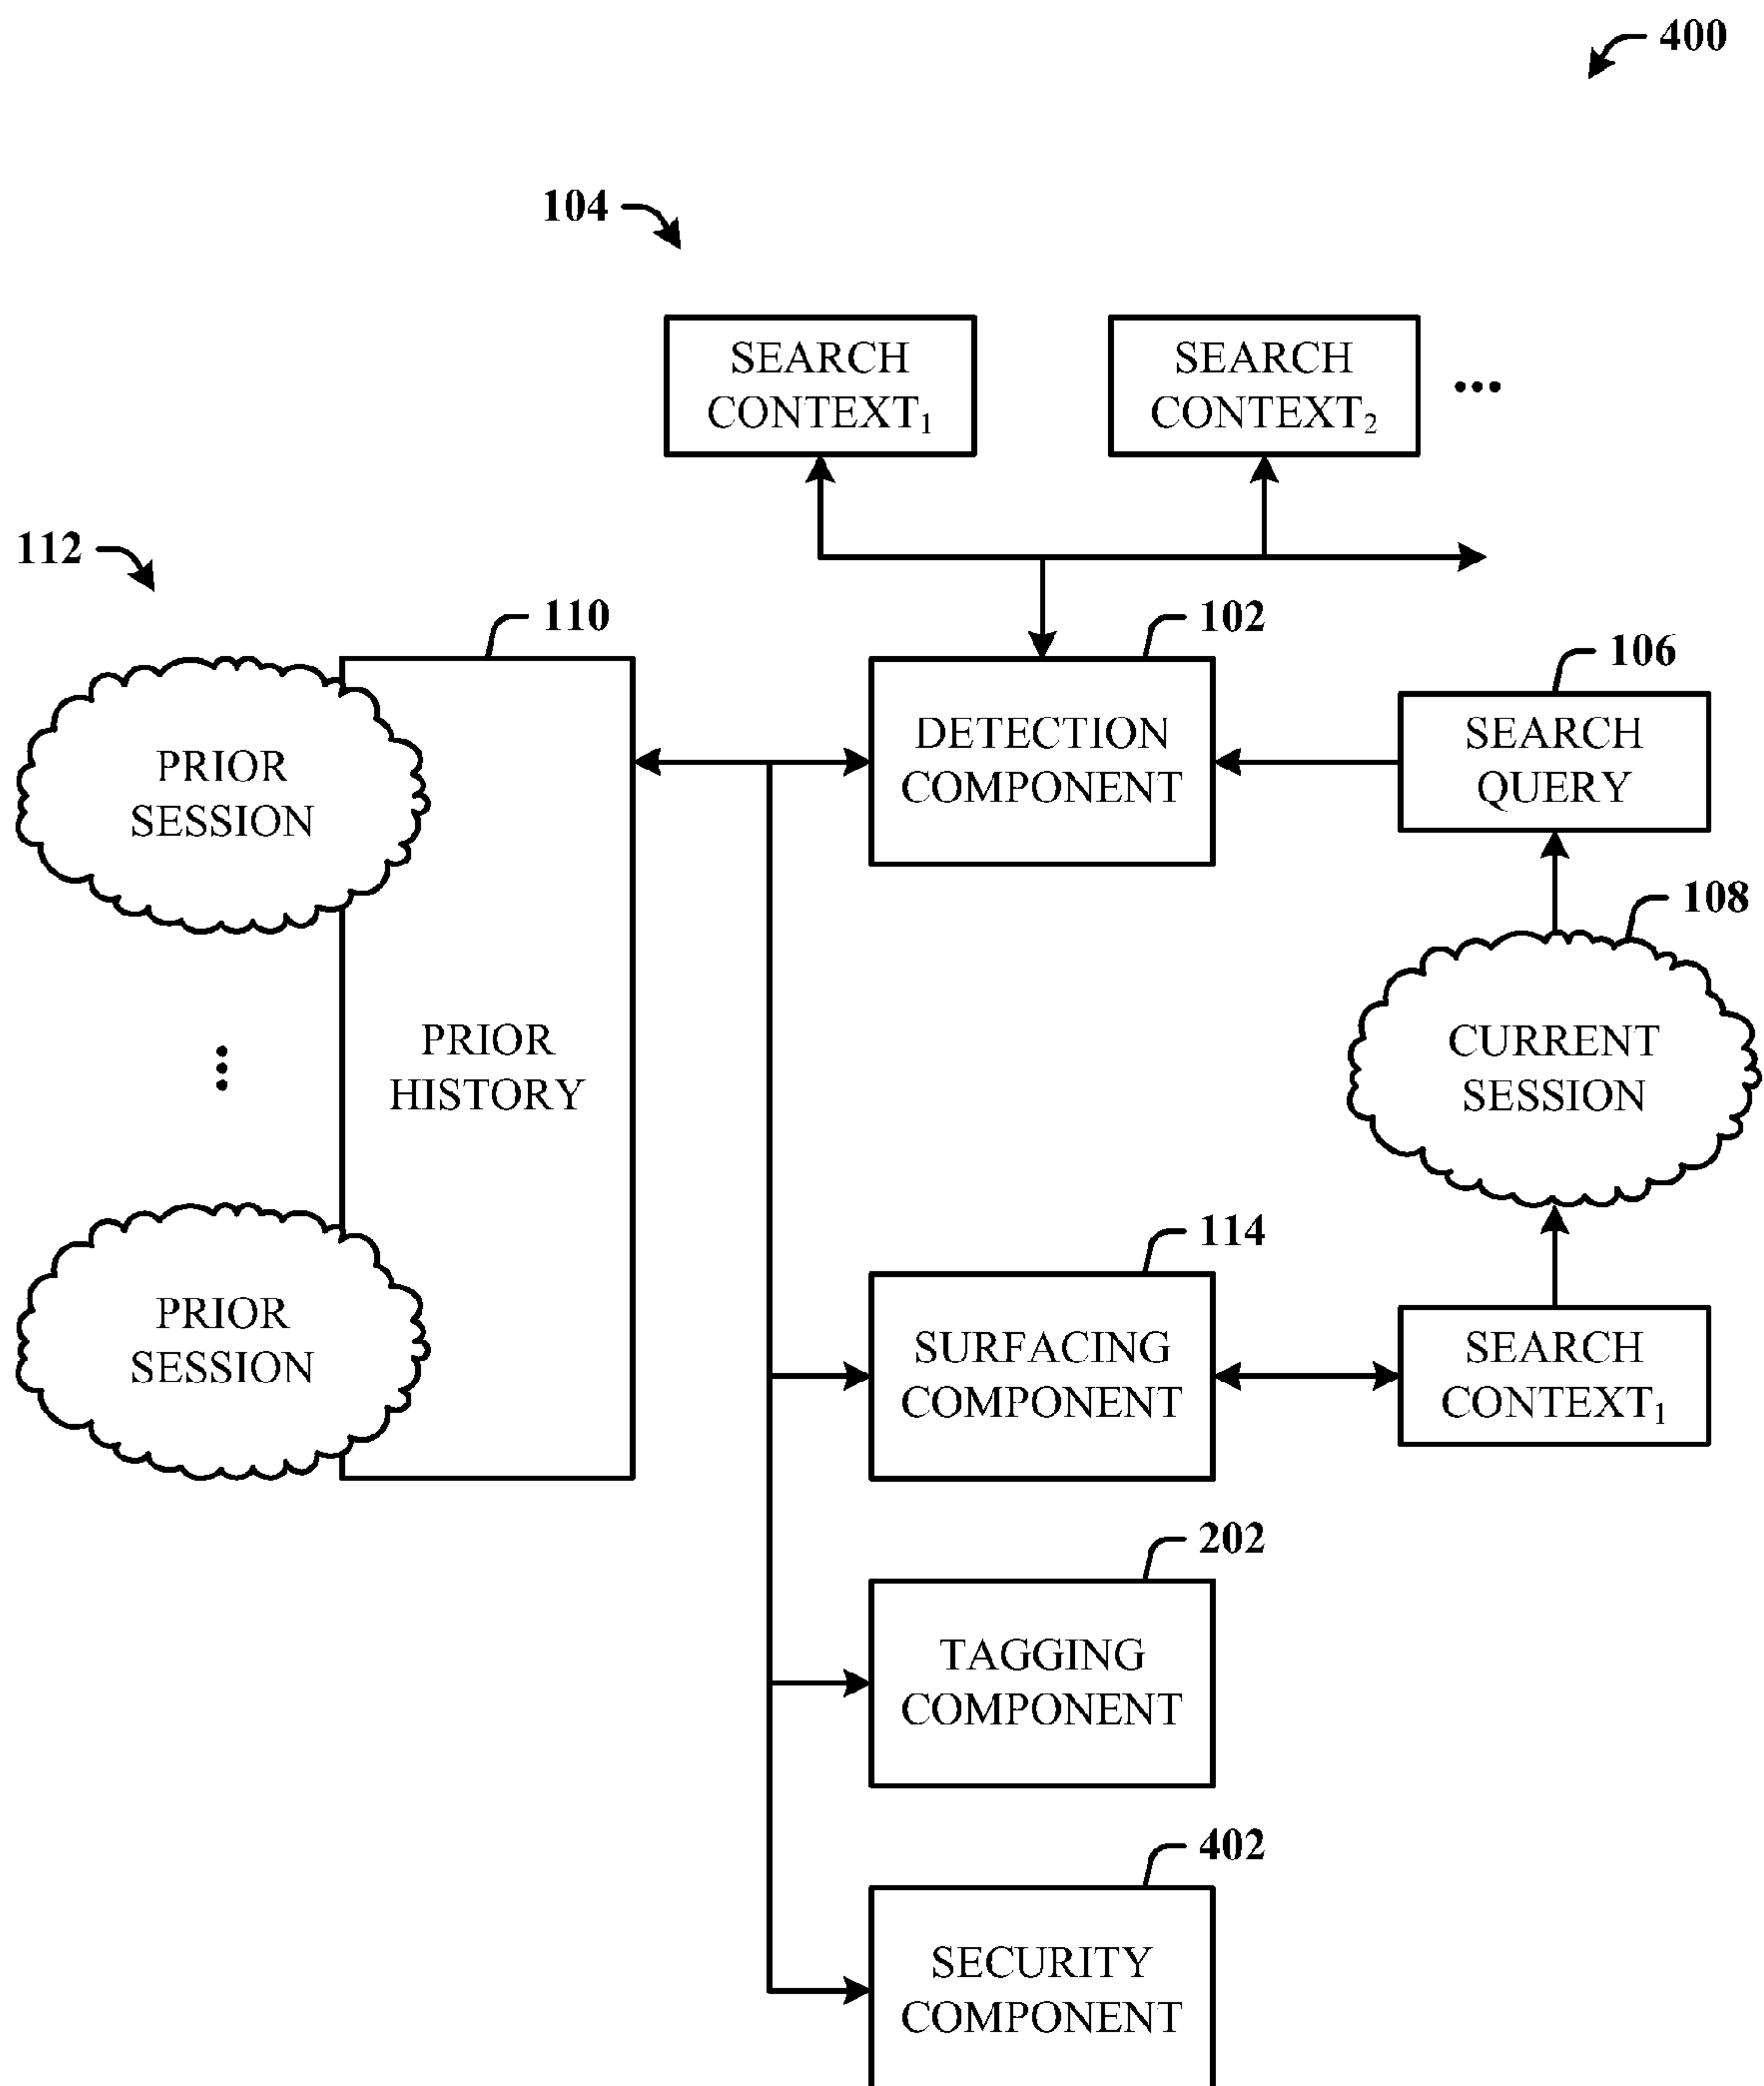 400
104
SEARCH
CONTEXT₁
SEARCH
CONTEXT₂
...
112
110
102
106
PRIOR
SESSION
DETECTION
COMPONENT
SEARCH
QUERY
108
PRIOR
HISTORY
CURRENT
SESSION
114
PRIOR
SESSION
SURFACING
COMPONENT
SEARCH
CONTEXT₁
202
TAGGING
COMPONENT
402
SECURITY
COMPONENT